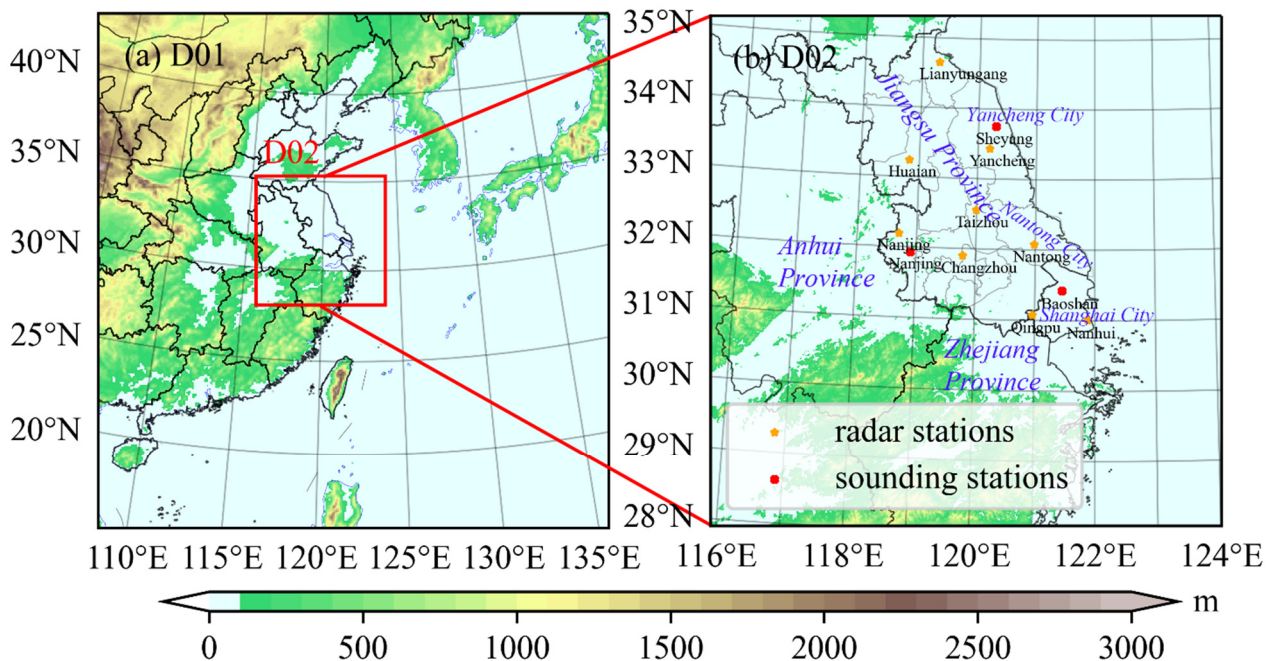 (a) D01
40°N
35°N
30°N
25°N
20°N
D02
110°E
115°E
120°E
125°E
130°E
135°E
(b) D02
35°N
34°N
33°N
32°N
31°N
30°N
29°N
28°N
116°E
118°E
120°E
122°E
124°E
Lianyungang
Jiangsu Province
Yancheng City
Sheyang
Yancheng
Huaian
Taizhou
Nantong City
Nanjing
Nanjing
Changzhou
Nantong
Anhui
Province
Baoshan
Shanghai City
Qingpu
Nanhui
Zhejiang
Province
radar stations
sounding stations
m
0
500
1000
1500
2000
2500
3000